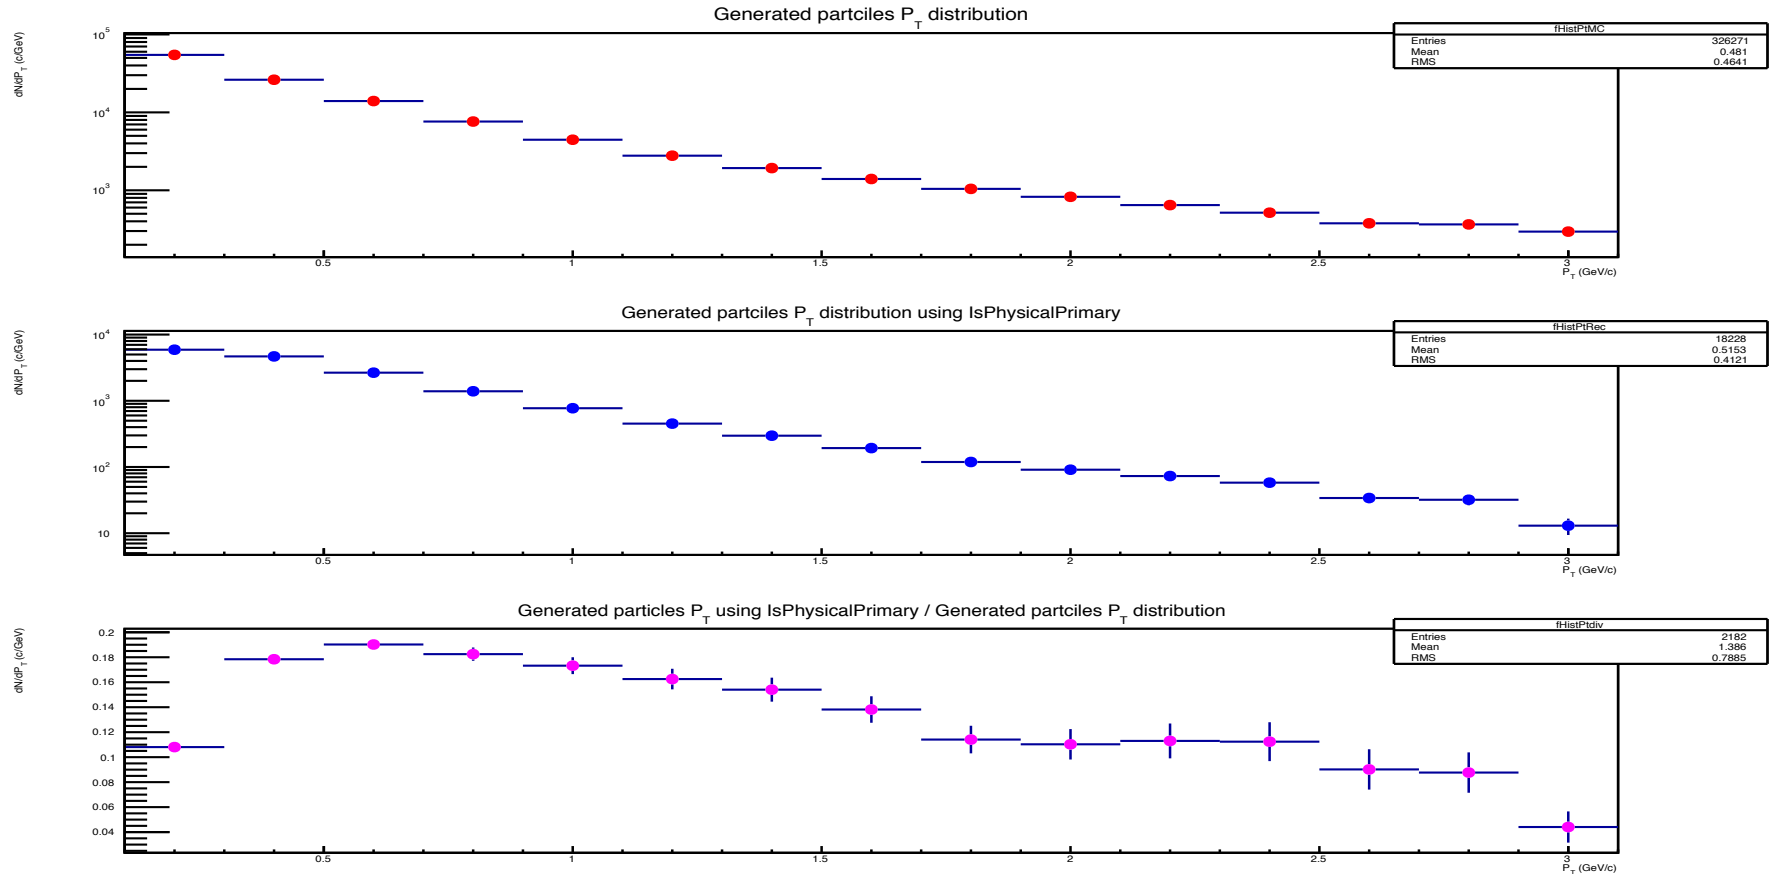 Generated partciles P_T distribution
dN/dP_T (c/GeV)
fHistPtMC
Entries 326271
Mean 0.481
RMS 0.4641
10^5
10^4
10^3
0.5 1 1.5 2 2.5 3
P_T (GeV/c)
Generated partciles P_T distribution using IsPhysicalPrimary
dN/dP_T (c/GeV)
fHistPtRec
Entries 18228
Mean 0.5153
RMS 0.4121
10^4
10^3
10^2
10
0.5 1 1.5 2 2.5 3
P_T (GeV/c)
Generated particles P_T using IsPhysicalPrimary / Generated partciles P_T distribution
dN/dP_T (c/GeV)
fHistPtdiv
Entries 2182
Mean 1.386
RMS 0.7885
0.2
0.18
0.16
0.14
0.12
0.1
0.08
0.06
0.04
0.5 1 1.5 2 2.5 3
P_T (GeV/c)